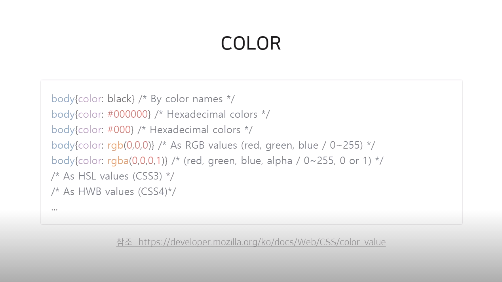 COLOR
body{color: black} /* By color names */
body{color: #000000} /* Hexadecimal colors */
body{color: #000} /* Hexadecimal colors */
body{color: rgb(0,0,0)} /* As RGB values (red, green, blue / 0~255) */
body{color: rgba(0,0,0,1)} /* (red, green, blue, alpha / 0~255, 0 or 1) */
/* As HSL values (CSS3) */
/* As HWB values (CSS4)*/
...
참조 https://developer.mozilla.org/ko/docs/Web/CSS/color_value